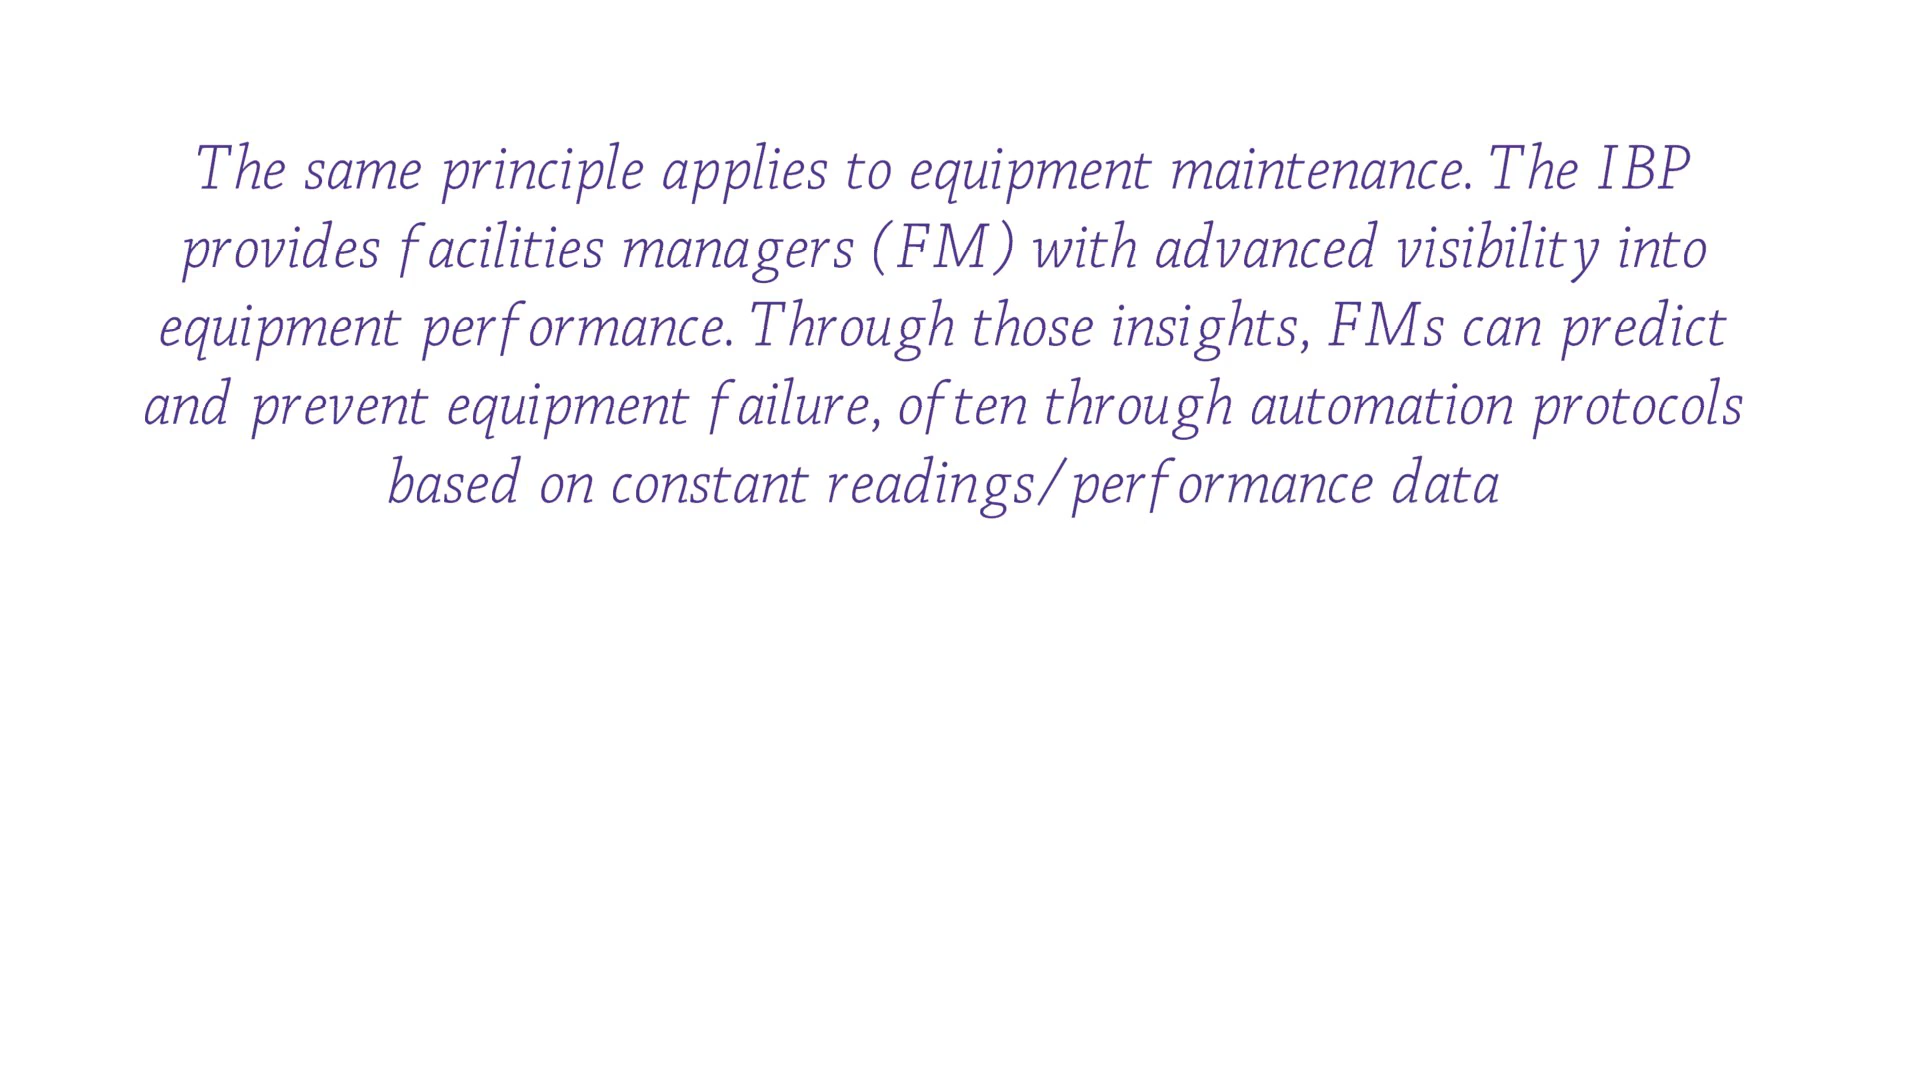 The same principle applies to equipment maintenance. The IBP
provides facilities managers (FM) with advanced visibility into
equipment performance. Through those insights, FMs can predict
and prevent equipment failure, often through automation protocols
based on constant readings/performance data